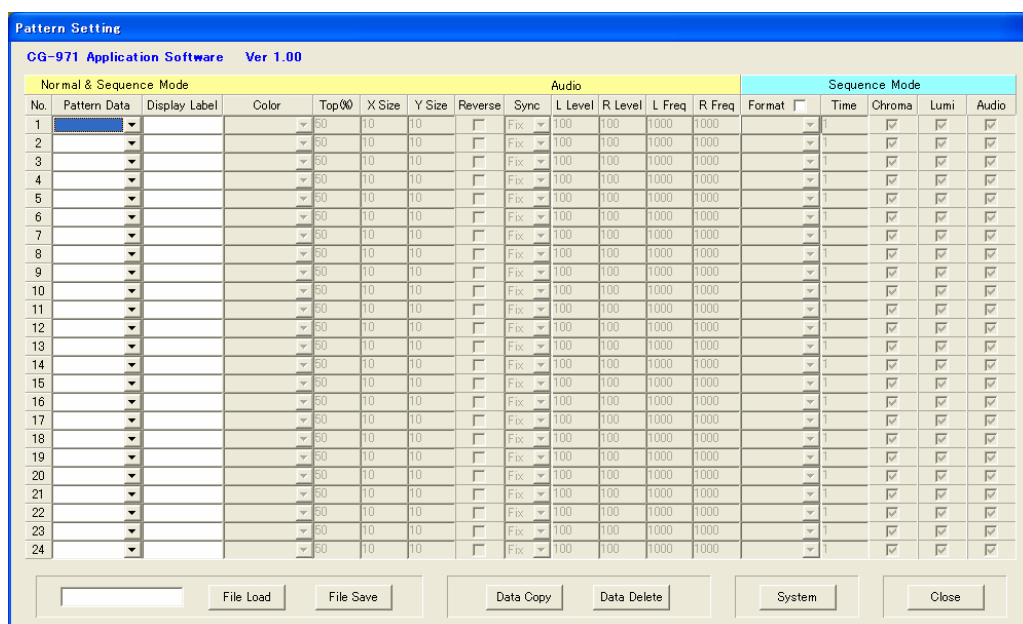 Pattern Setting
CG-971 Application Software Ver 1.00
Normal & Sequence Mode Audio Sequence Mode
No. Pattern Data Display Label Color Top(%) X Size Y Size Reverse Sync L Level R Level L Freq R Freq Format Time Chroma Lumi Audio
1 50 10 10 Fix 100 100 1000 1000 1
2 50 10 10 Fix 100 100 1000 1000 1
3 50 10 10 Fix 100 100 1000 1000 1
4 50 10 10 Fix 100 100 1000 1000 1
5 50 10 10 Fix 100 100 1000 1000 1
6 50 10 10 Fix 100 100 1000 1000 1
7 50 10 10 Fix 100 100 1000 1000 1
8 50 10 10 Fix 100 100 1000 1000 1
9 50 10 10 Fix 100 100 1000 1000 1
10 50 10 10 Fix 100 100 1000 1000 1
11 50 10 10 Fix 100 100 1000 1000 1
12 50 10 10 Fix 100 100 1000 1000 1
13 50 10 10 Fix 100 100 1000 1000 1
14 50 10 10 Fix 100 100 1000 1000 1
15 50 10 10 Fix 100 100 1000 1000 1
16 50 10 10 Fix 100 100 1000 1000 1
17 50 10 10 Fix 100 100 1000 1000 1
18 50 10 10 Fix 100 100 1000 1000 1
19 50 10 10 Fix 100 100 1000 1000 1
20 50 10 10 Fix 100 100 1000 1000 1
21 50 10 10 Fix 100 100 1000 1000 1
22 50 10 10 Fix 100 100 1000 1000 1
23 50 10 10 Fix 100 100 1000 1000 1
24 50 10 10 Fix 100 100 1000 1000 1
File Load File Save Data Copy Data Delete System Close